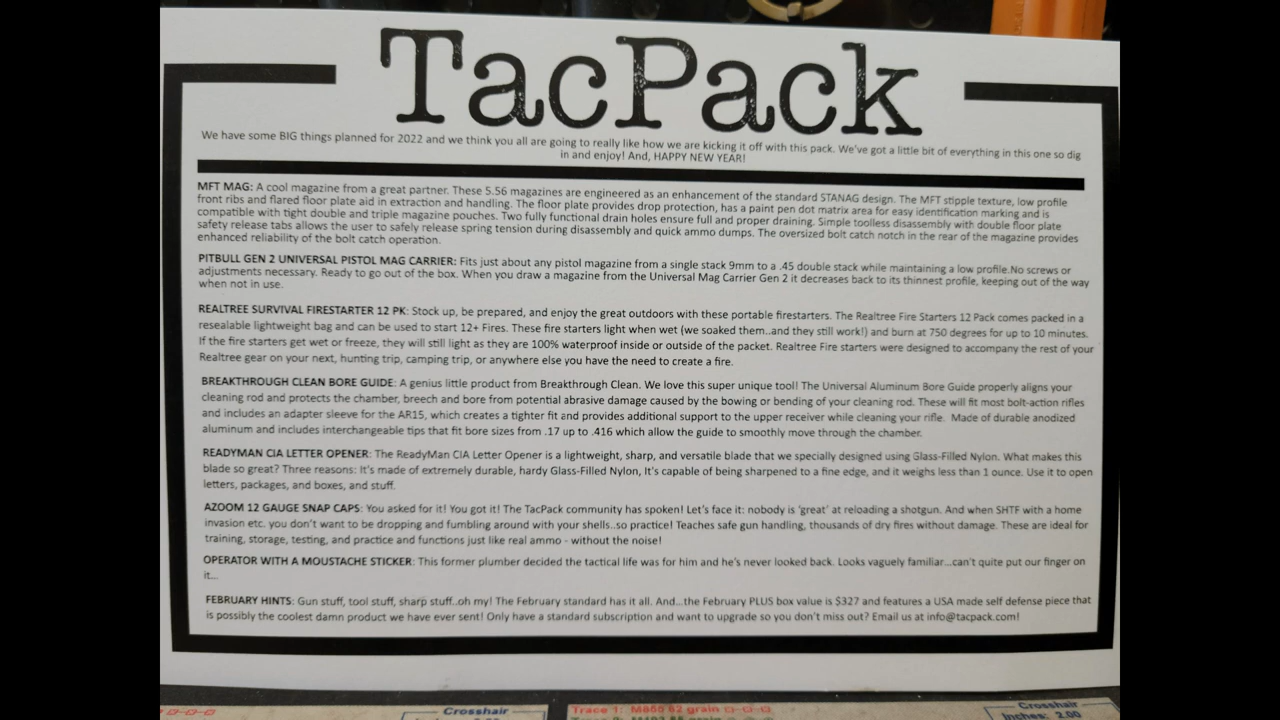 TacPack
We have some BIG things planned for 2022 and we think you all are going to really like how we are kicking it off with this pack. We've got a little bit of everything in this one so dig
in and enjoy! And, HAPPY NEW YEAR!
MFT MAG: A cool magazine from a great partner. These 5.56 magazines are engineered as an enhancement of the standard STANAG design. The MFT stipple texture, low profile
front ribs and flared floor plate aid in extraction and handling. The floor plate provides drop protection, has a paint pen dot matrix area for easy identification marking and is
compatible with tight double and triple magazine pouches. Two fully functional drain holes ensure full and proper draining. Simple toolless disassembly with double floor plate
safety release tabs allows the user to safely release spring tension during disassembly and quick ammo dumps. The oversized bolt catch notch in the rear of the magazine provides
enhanced reliability of the bolt catch operation.
PITBULL GEN 2 UNIVERSAL PISTOL MAG CARRIER: Fits just about any pistol magazine from a single stack 9mm to a .45 double stack while maintaining a low profile.No screws or
adjustments necessary. Ready to go out of the box. When you draw a magazine from the Universal Mag Carrier Gen 2 it decreases back to its thinnest profile, keeping out of the way
when not in use.
REALTREE SURVIVAL FIRESTARTER 12 PK: Stock up, be prepared, and enjoy the great outdoors with these portable firestarters. The Realtree Fire Starters 12 Pack comes packed in a
resealable lightweight bag and can be used to start 12+ Fires. These fire starters light when wet (we soaked them..and they still work!) and burn at 750 degrees for up to 10 minutes.
If the fire starters get wet or freeze, they will still light as they are 100% waterproof inside or outside of the packet. Realtree Fire starters were designed to accompany the rest of your
Realtree gear on your next, hunting trip, camping trip, or anywhere else you have the need to create a fire.
BREAKTHROUGH CLEAN BORE GUIDE: A genius little product from Breakthrough Clean. We love this super unique tool! The Universal Aluminum Bore Guide properly aligns your
cleaning rod and protects the chamber, breech and bore from potential abrasive damage caused by the bowing or bending of your cleaning rod. These will fit most bolt-action rifles
and includes an adapter sleeve for the AR15, which creates a tighter fit and provides additional support to the upper receiver while cleaning your rifle. Made of durable anodized
aluminum and includes interchangeable tips that fit bore sizes from .17 up to .416 which allow the guide to smoothly move through the chamber.
READYMAN CIA LETTER OPENER: The ReadyMan CIA Letter Opener is a lightweight, sharp, and versatile blade that we specially designed using Glass-Filled Nylon. What makes this
blade so great? Three reasons: It's made of extremely durable, hardy Glass-Filled Nylon, It's capable of being sharpened to a fine edge, and it weighs less than 1 ounce. Use it to open
letters, packages, and boxes, and stuff.
AZOOM 12 GAUGE SNAP CAPS: You asked for it! You got it! The TacPack community has spoken! Let's face it: nobody is 'great' at reloading a shotgun. And when SHTF with a home
invasion etc. you don't want to be dropping and fumbling around with your shells..so practice! Teaches safe gun handling, thousands of dry fires without damage. These are ideal for
training, storage, testing, and practice and functions just like real ammo - without the noise!
OPERATOR WITH A MOUSTACHE STICKER: This former plumber decided the tactical life was for him and he's never looked back. Looks vaguely familiar...can't quite put our finger on
it...
FEBRUARY HINTS: Gun stuff, tool stuff, sharp stuff..oh my! The February standard has it all. And...the February PLUS box value is $327 and features a USA made self defense piece that
is possibly the coolest damn product we have ever sent! Only have a standard subscription and want to upgrade so you don't miss out? Email us at info@tacpack.com!
Crosshair
Trace 1: M855 62 grain
Crosshair
Inches: 2.00